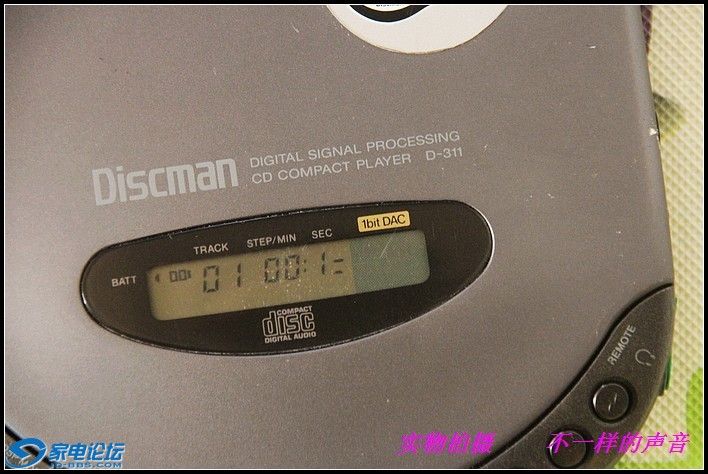 Discman
DIGITAL SIGNAL PROCESSING
CD COMPACT PLAYER D-311
1bit DAC
TRACK STEP/MIN SEC
BATT
01 00:1
COMPACT
disc
DIGITAL AUDIO
REMOTE
家电论坛
实物拍摄 不一样的声音